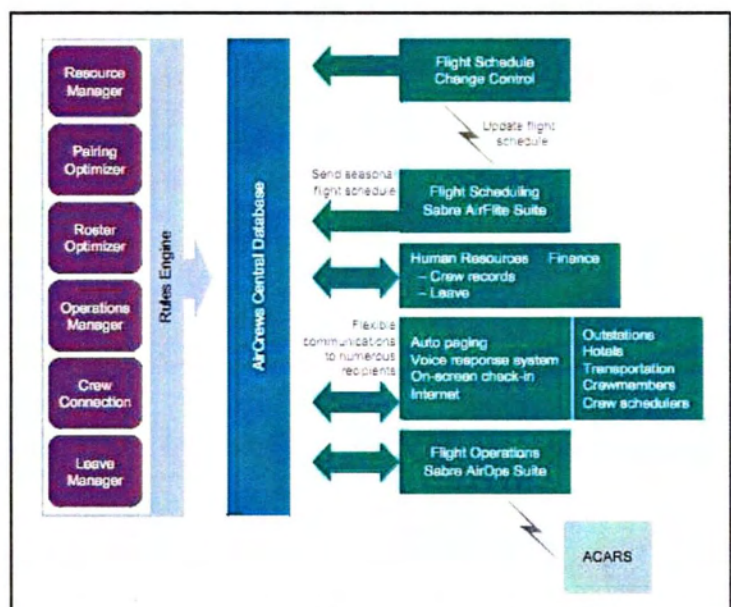 Resource
Manager
Pairing
Optimizer
Roster
Optimizer
Operations
Manager
Crew
Connection
Leave
Manager
Rules Engine
AirCrews Central Database
Flight Schedule
Change Control
Update flight
schedule
Send seasonal
flight schedule
Flight Scheduling
Sabre AirFlite Suite
Human Resources Finance
– Crew records
– Leave
Flexible
communications
to numerous
recipients
Auto paging
Voice response system
On-screen check-in
Internet
Outstations
Hotels
Transportation
Crewmembers
Crew schedulers
Flight Operations
Sabre AirOps Suite
ACARS